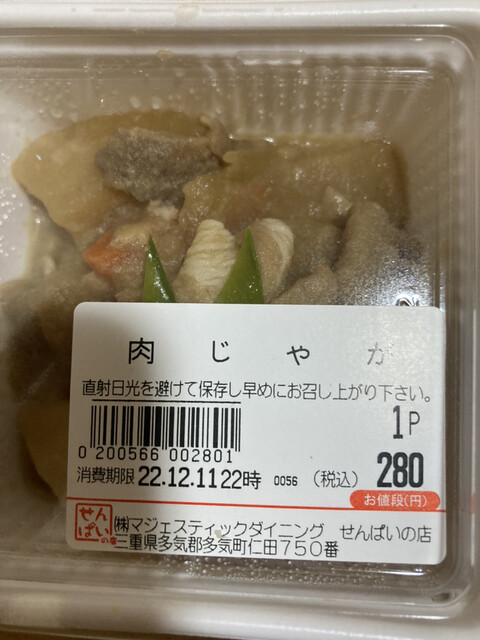 肉じゃが
直射日光を避けて保存し早めにお召し上がり下さい。
1P
0 200566 002801
消費期限 22.12.11 22時 0056 (税込) 280
お値段(円)
せんぱいの店
㈱マジェスティックダイニング せんぱいの店
三重県多気郡多気町仁田750番